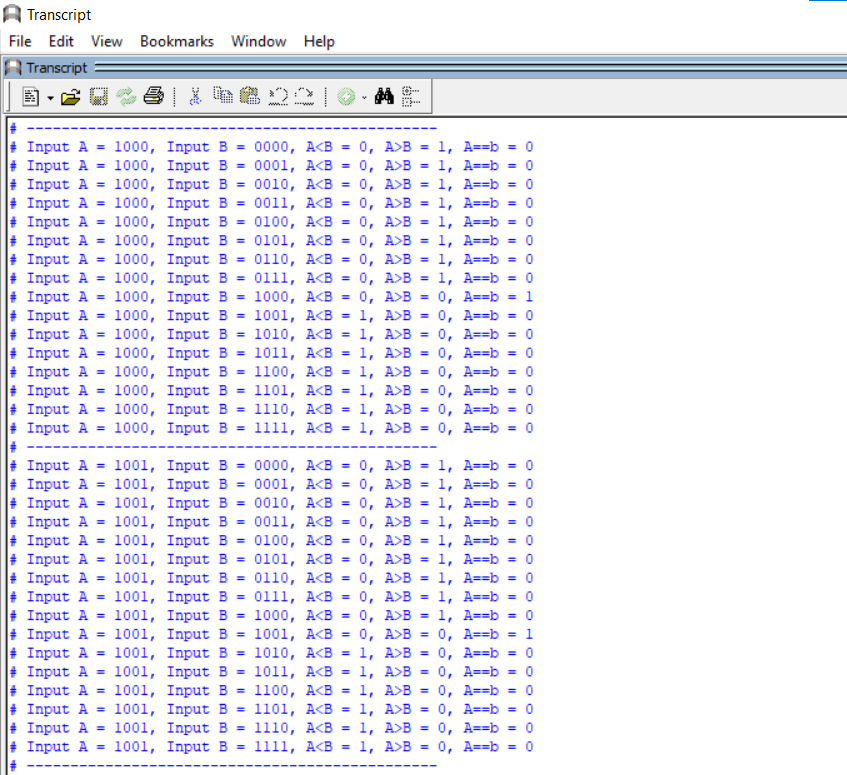 Transcript
File Edit View Bookmarks Window Help
Transcript
# -----------------------------------------------
# Input A = 1000, Input B = 0000, A<B = 0, A>B = 1, A==b = 0
# Input A = 1000, Input B = 0001, A<B = 0, A>B = 1, A==b = 0
# Input A = 1000, Input B = 0010, A<B = 0, A>B = 1, A==b = 0
# Input A = 1000, Input B = 0011, A<B = 0, A>B = 1, A==b = 0
# Input A = 1000, Input B = 0100, A<B = 0, A>B = 1, A==b = 0
# Input A = 1000, Input B = 0101, A<B = 0, A>B = 1, A==b = 0
# Input A = 1000, Input B = 0110, A<B = 0, A>B = 1, A==b = 0
# Input A = 1000, Input B = 0111, A<B = 0, A>B = 1, A==b = 0
# Input A = 1000, Input B = 1000, A<B = 0, A>B = 0, A==b = 1
# Input A = 1000, Input B = 1001, A<B = 1, A>B = 0, A==b = 0
# Input A = 1000, Input B = 1010, A<B = 1, A>B = 0, A==b = 0
# Input A = 1000, Input B = 1011, A<B = 1, A>B = 0, A==b = 0
# Input A = 1000, Input B = 1100, A<B = 1, A>B = 0, A==b = 0
# Input A = 1000, Input B = 1101, A<B = 1, A>B = 0, A==b = 0
# Input A = 1000, Input B = 1110, A<B = 1, A>B = 0, A==b = 0
# Input A = 1000, Input B = 1111, A<B = 1, A>B = 0, A==b = 0
# -----------------------------------------------
# Input A = 1001, Input B = 0000, A<B = 0, A>B = 1, A==b = 0
# Input A = 1001, Input B = 0001, A<B = 0, A>B = 1, A==b = 0
# Input A = 1001, Input B = 0010, A<B = 0, A>B = 1, A==b = 0
# Input A = 1001, Input B = 0011, A<B = 0, A>B = 1, A==b = 0
# Input A = 1001, Input B = 0100, A<B = 0, A>B = 1, A==b = 0
# Input A = 1001, Input B = 0101, A<B = 0, A>B = 1, A==b = 0
# Input A = 1001, Input B = 0110, A<B = 0, A>B = 1, A==b = 0
# Input A = 1001, Input B = 0111, A<B = 0, A>B = 1, A==b = 0
# Input A = 1001, Input B = 1000, A<B = 0, A>B = 1, A==b = 0
# Input A = 1001, Input B = 1001, A<B = 0, A>B = 0, A==b = 1
# Input A = 1001, Input B = 1010, A<B = 1, A>B = 0, A==b = 0
# Input A = 1001, Input B = 1011, A<B = 1, A>B = 0, A==b = 0
# Input A = 1001, Input B = 1100, A<B = 1, A>B = 0, A==b = 0
# Input A = 1001, Input B = 1101, A<B = 1, A>B = 0, A==b = 0
# Input A = 1001, Input B = 1110, A<B = 1, A>B = 0, A==b = 0
# Input A = 1001, Input B = 1111, A<B = 1, A>B = 0, A==b = 0
# -----------------------------------------------